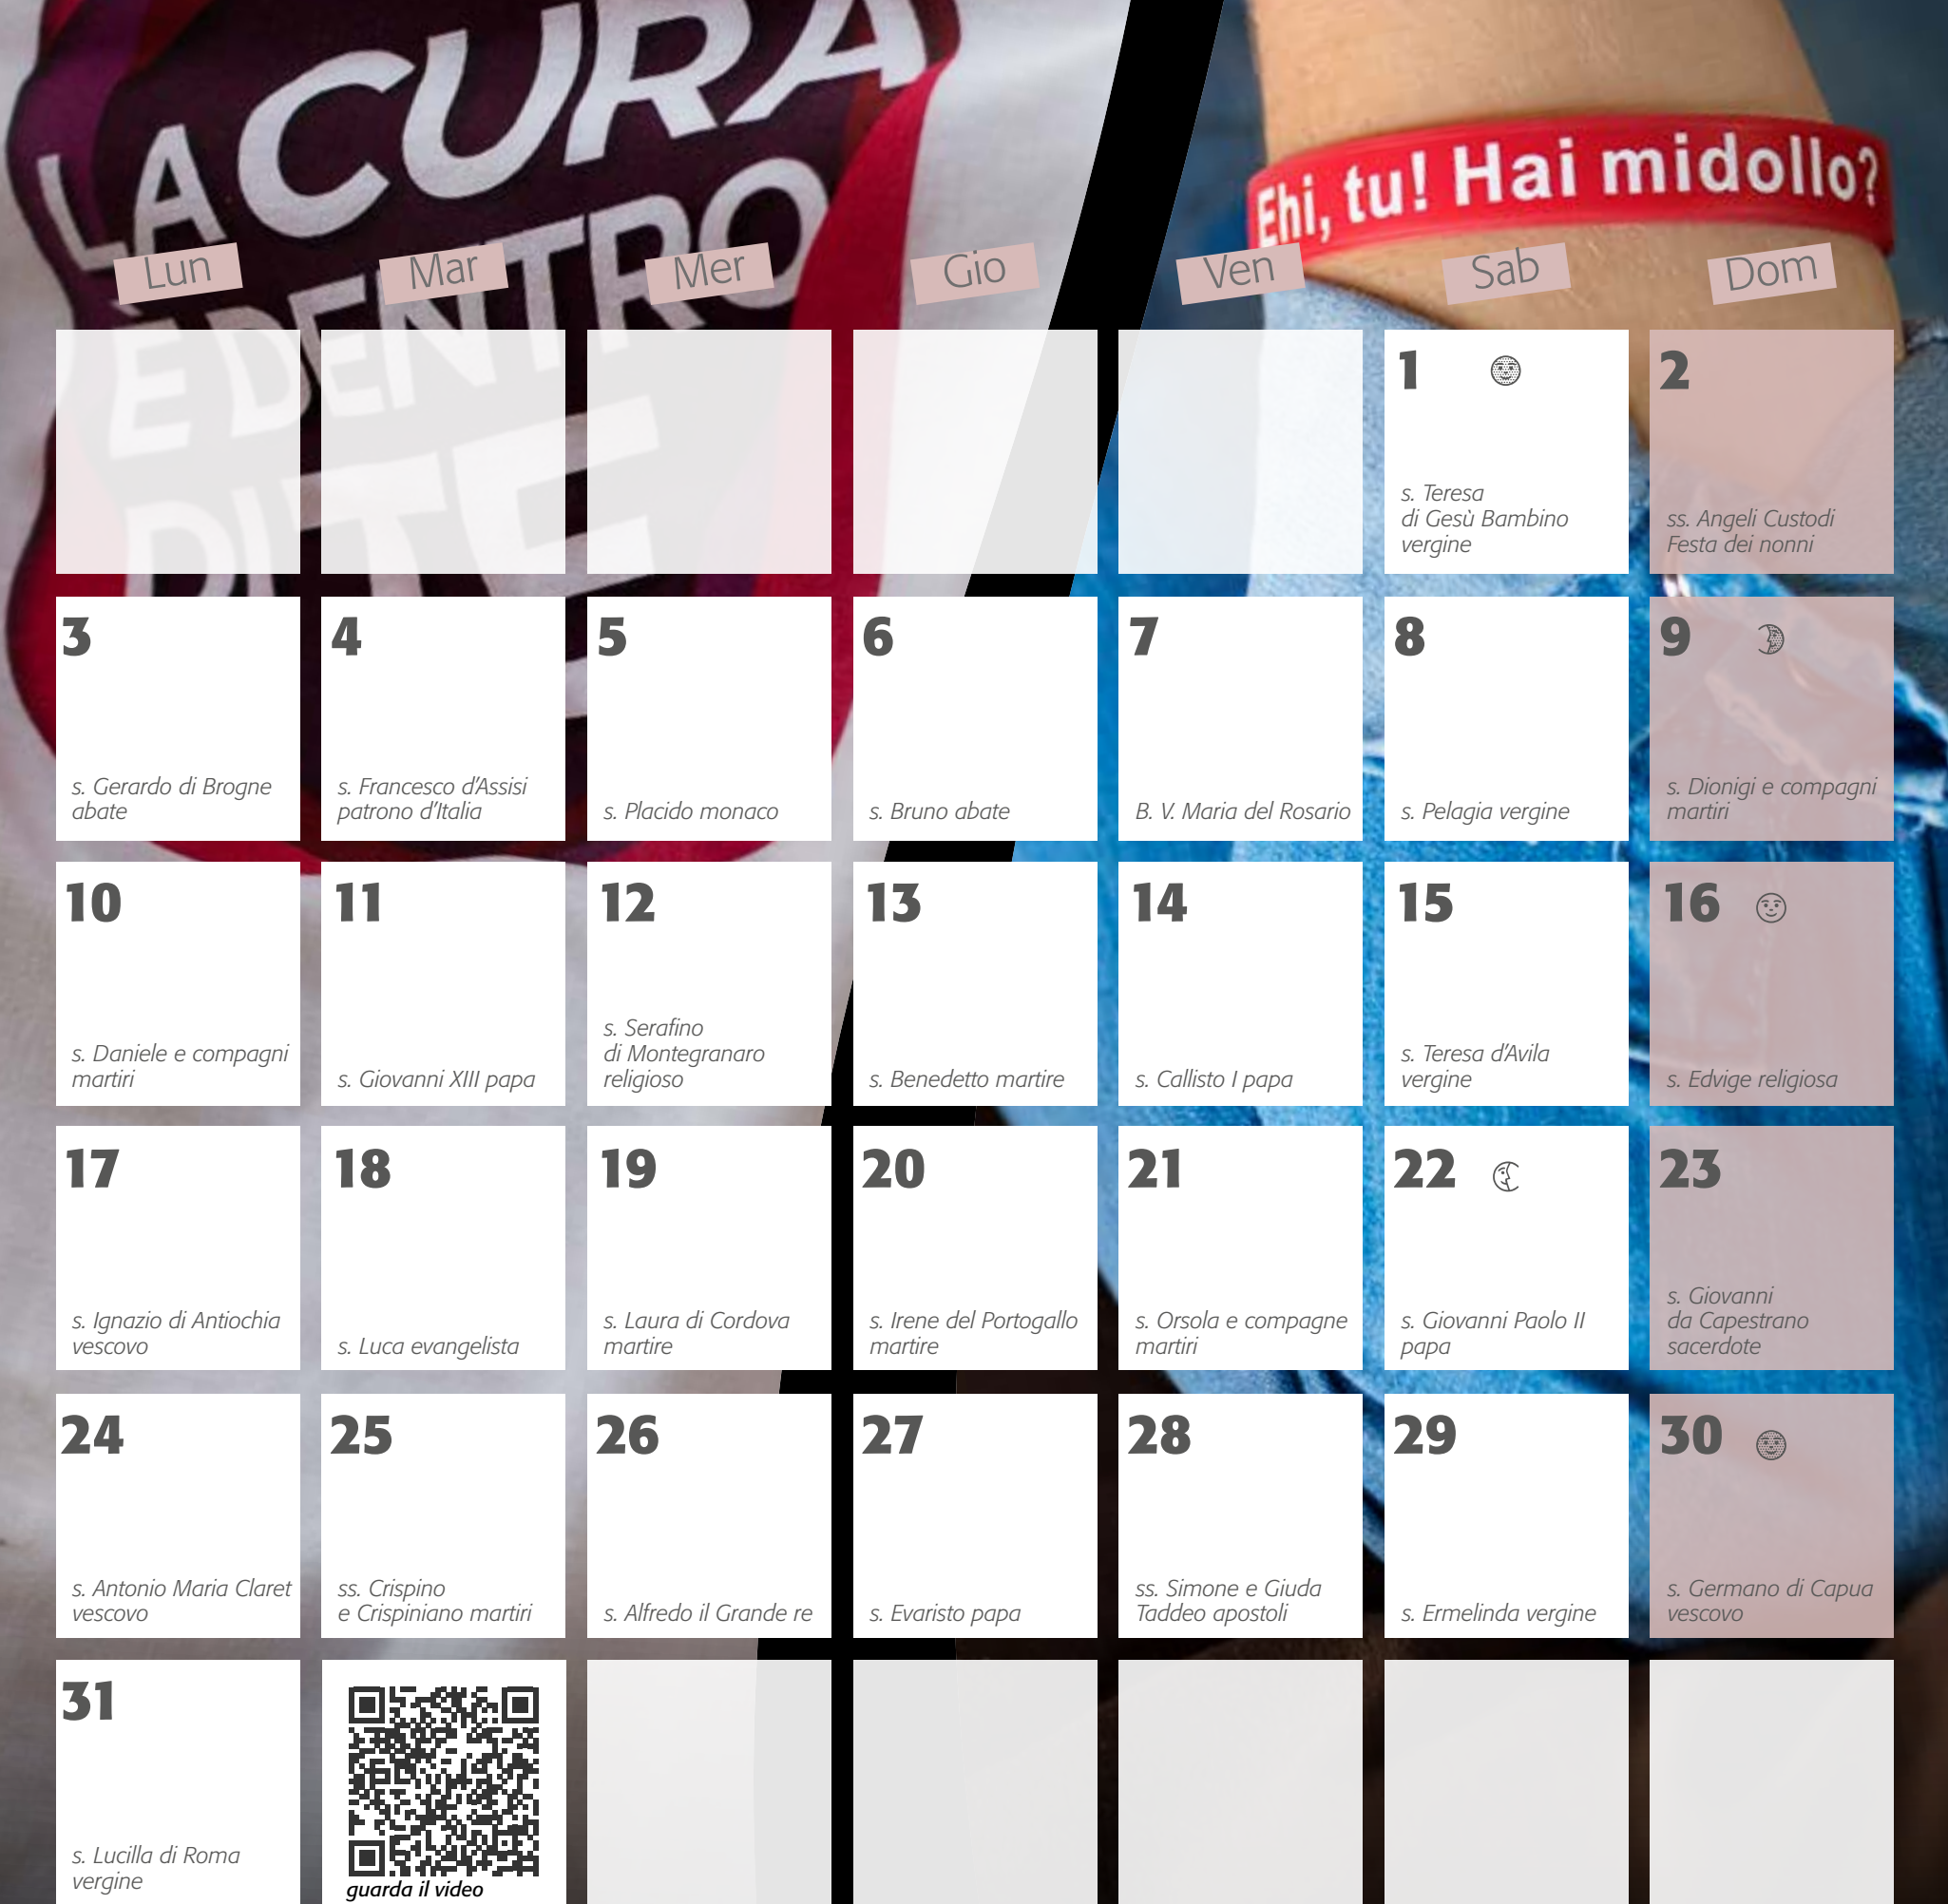 LA CURA
È DENTRO
DI TE
Ehi, tu! Hai midollo?
Lun
Mar
Mer
Gio
Ven
Sab
Dom
1
s. Teresa
di Gesù Bambino
vergine
2
ss. Angeli Custodi
Festa dei nonni
3
s. Gerardo di Brogne
abate
4
s. Francesco d'Assisi
patrono d'Italia
5
s. Placido monaco
6
s. Bruno abate
7
B. V. Maria del Rosario
8
s. Pelagia vergine
9
s. Dionigi e compagni
martiri
10
s. Daniele e compagni
martiri
11
s. Giovanni XIII papa
12
s. Serafino
di Montegranaro
religioso
13
s. Benedetto martire
14
s. Callisto I papa
15
s. Teresa d'Avila
vergine
16
s. Edvige religiosa
17
s. Ignazio di Antiochia
vescovo
18
s. Luca evangelista
19
s. Laura di Cordova
martire
20
s. Irene del Portogallo
martire
21
s. Orsola e compagne
martiri
22
s. Giovanni Paolo II
papa
23
s. Giovanni
da Capestrano
sacerdote
24
s. Antonio Maria Claret
vescovo
25
ss. Crispino
e Crispiniano martiri
26
s. Alfredo il Grande re
27
s. Evaristo papa
28
ss. Simone e Giuda
Taddeo apostoli
29
s. Ermelinda vergine
30
s. Germano di Capua
vescovo
31
s. Lucilla di Roma
vergine
guarda il video